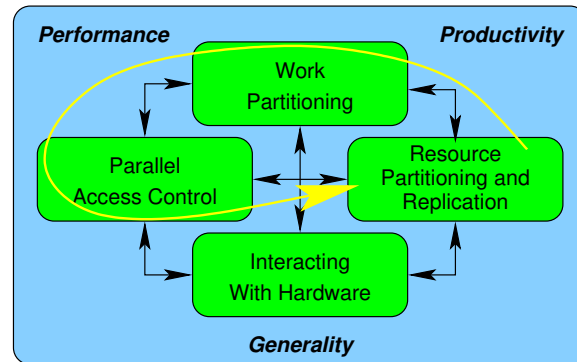 Performance
Productivity
Work
Partitioning
Parallel
Access Control
Resource
Partitioning and
Replication
Interacting
With Hardware
Generality